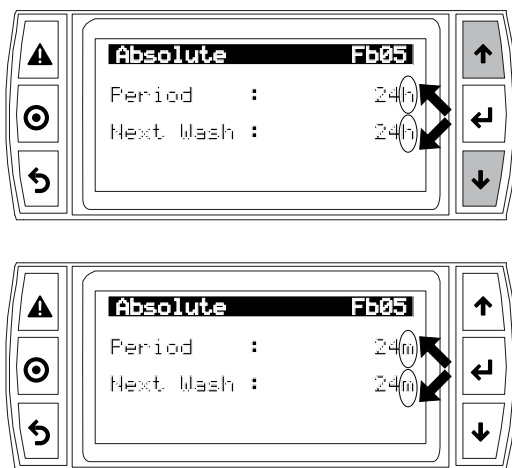 Absolute Fb05
Period : 24h
Next Wash : 24h
Absolute Fb05
Period : 24m
Next Wash : 24m